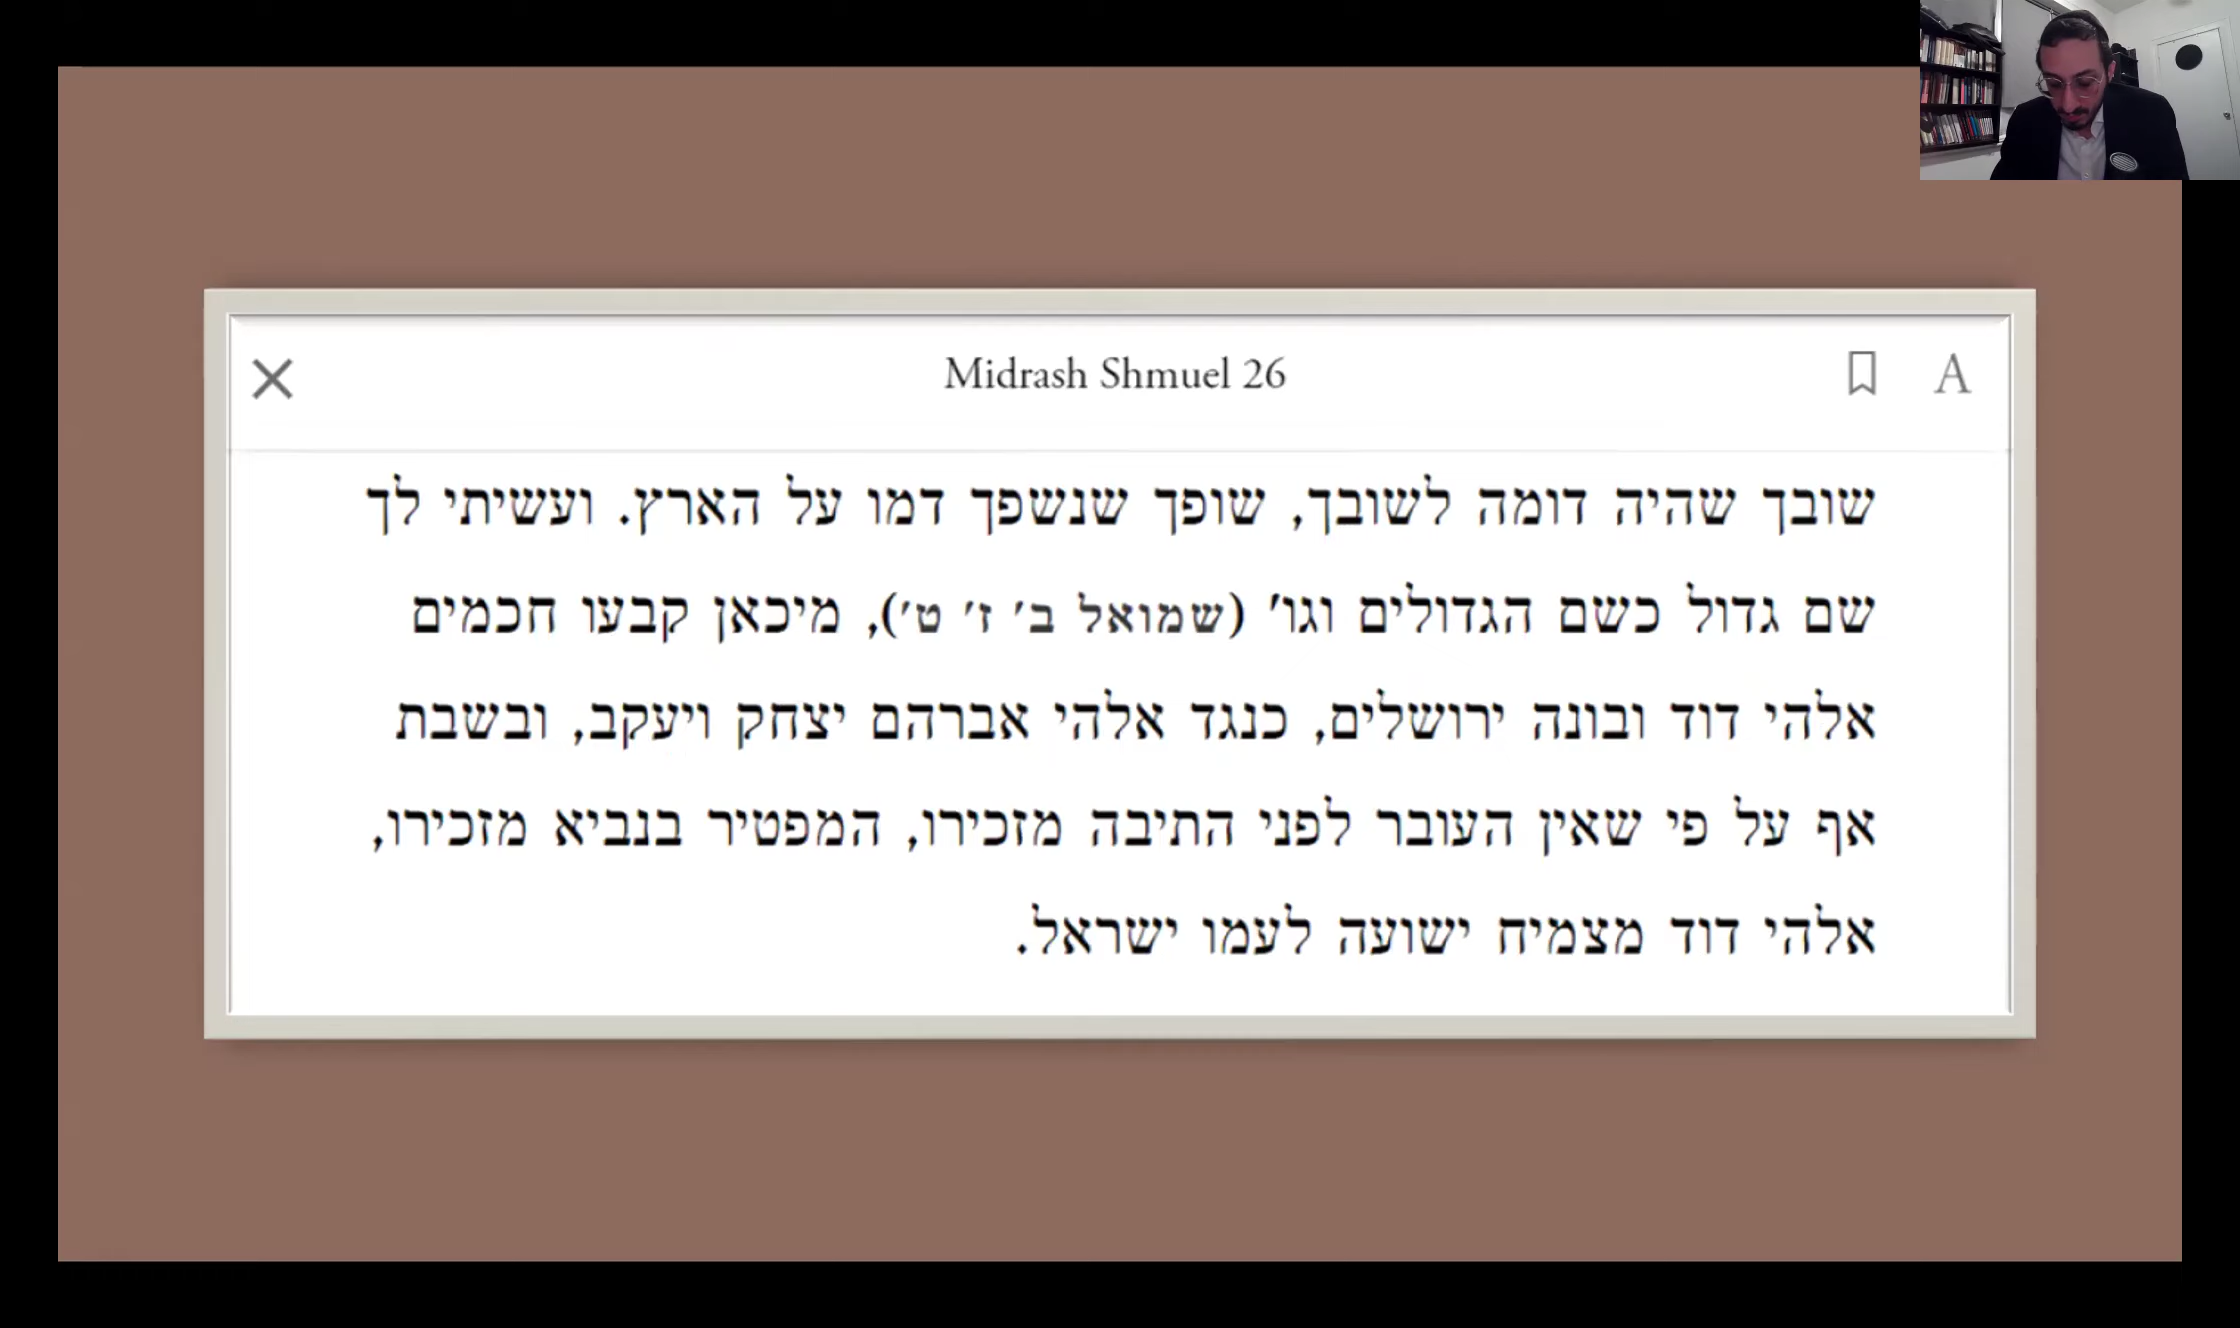 Midrash Shmuel 26
A
שובך שהיה דומה לשובך, שופך שנשפך דמו על הארץ. ועשיתי לך
שם גדול כשם הגדולים וגו' (שמואל ב' ז' ט'), מיכאן קבעו חכמים
אלהי דוד ובונה ירושלים, כנגד אלהי אברהם יצחק ויעקב, ובשבת
אף על פי שאין העובר לפני התיבה מזכירו, המפטיר בנביא מזכירו,
אלהי דוד מצמיח ישועה לעמו ישראל.